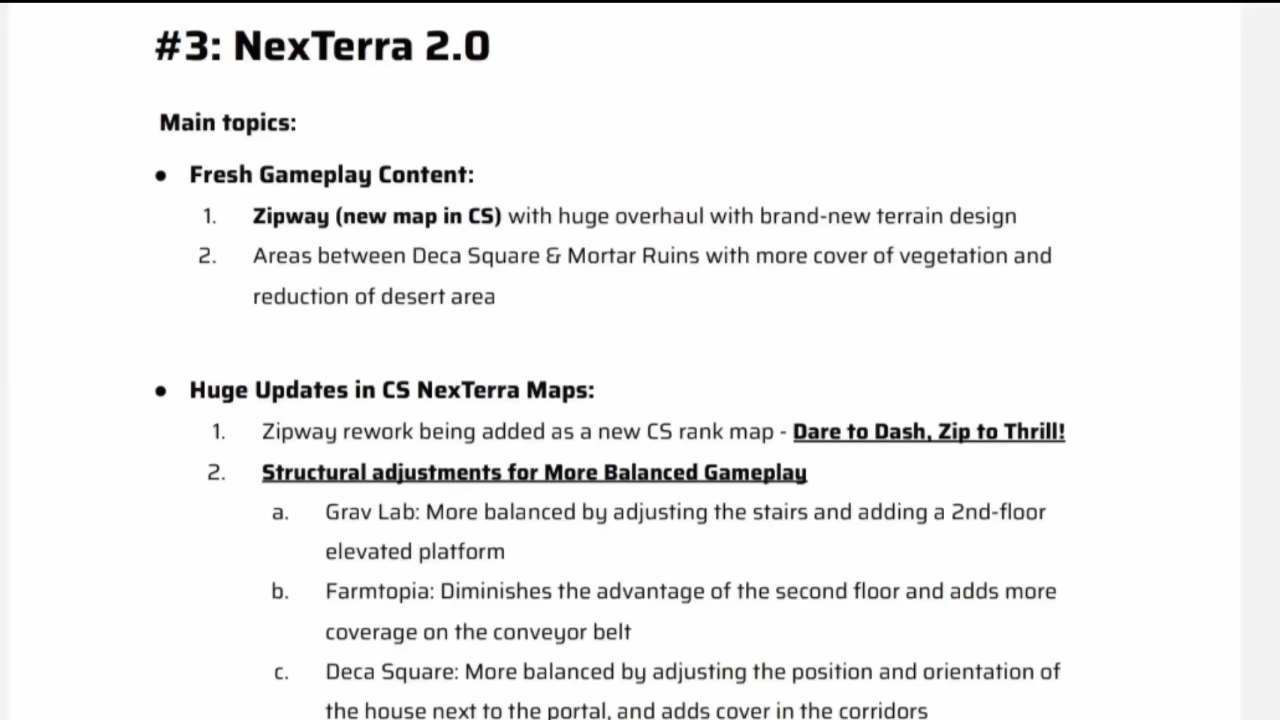 #3: NexTerra 2.0
Main topics:
● Fresh Gameplay Content:
1. Zipway (new map in CS) with huge overhaul with brand-new terrain design
2. Areas between Deca Square & Mortar Ruins with more cover of vegetation and
reduction of desert area
● Huge Updates in CS NexTerra Maps:
1. Zipway rework being added as a new CS rank map - Dare to Dash, Zip to Thrill!
2. Structural adjustments for More Balanced Gameplay
a. Grav Lab: More balanced by adjusting the stairs and adding a 2nd-floor
elevated platform
b. Farmtopia: Diminishes the advantage of the second floor and adds more
coverage on the conveyor belt
c. Deca Square: More balanced by adjusting the position and orientation of
the house next to the portal, and adds cover in the corridors